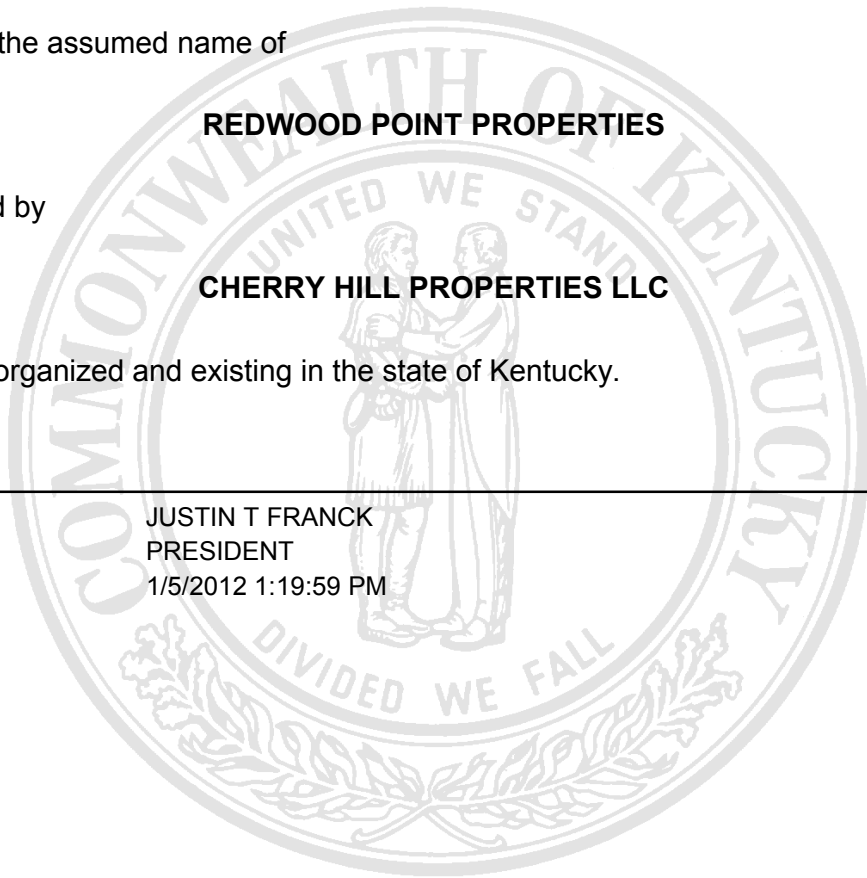 the assumed name of
REDWOOD POINT PROPERTIES
d by
CHERRY HILL PROPERTIES LLC
organized and existing in the state of Kentucky.
JUSTIN T FRANCK
PRESIDENT
1/5/2012 1:19:59 PM
COMMONWEALTH OF KENTUCKY
UNITED WE STAND
DIVIDED WE FALL